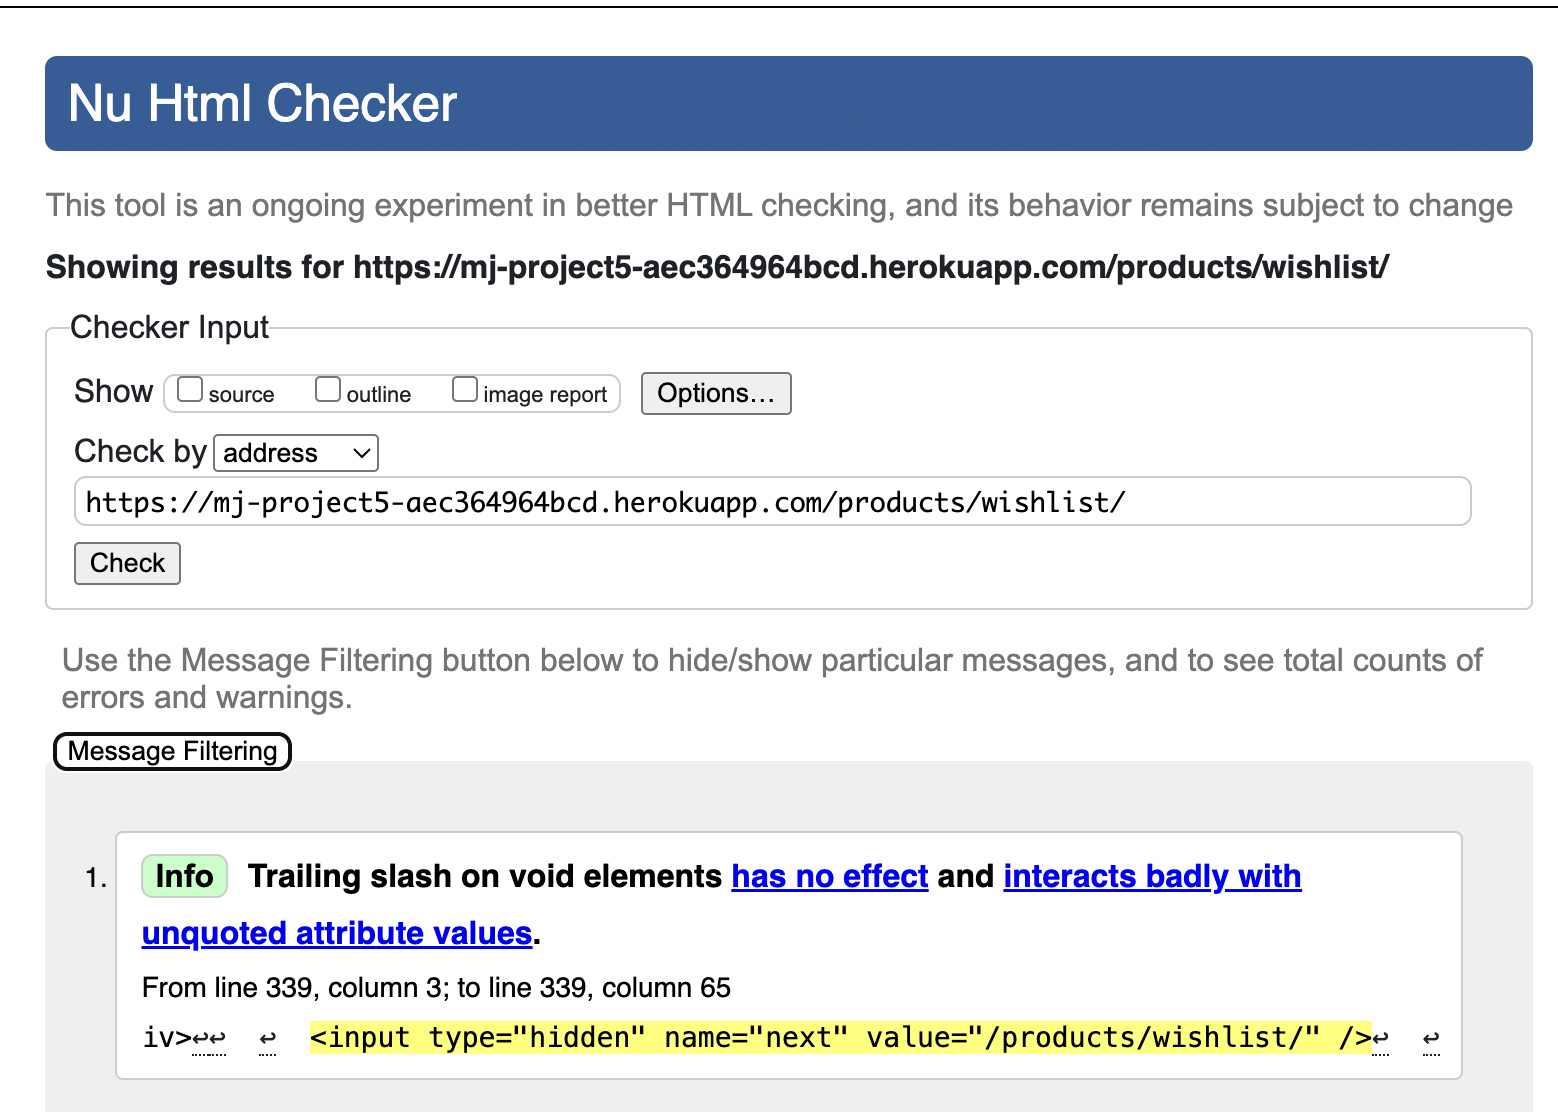 Nu Html Checker
This tool is an ongoing experiment in better HTML checking, and its behavior remains subject to change
Showing results for https://mj-project5-aec364964bcd.herokuapp.com/products/wishlist/
Checker Input
Show source outline image report Options…
Check by address
https://mj-project5-aec364964bcd.herokuapp.com/products/wishlist/
Check
Use the Message Filtering button below to hide/show particular messages, and to see total counts of
errors and warnings.
Message Filtering
1. Info Trailing slash on void elements has no effect and interacts badly with
unquoted attribute values.
From line 339, column 3; to line 339, column 65
iv>↩↩ ↩ <input type="hidden" name="next" value="/products/wishlist/" />↩ ↩